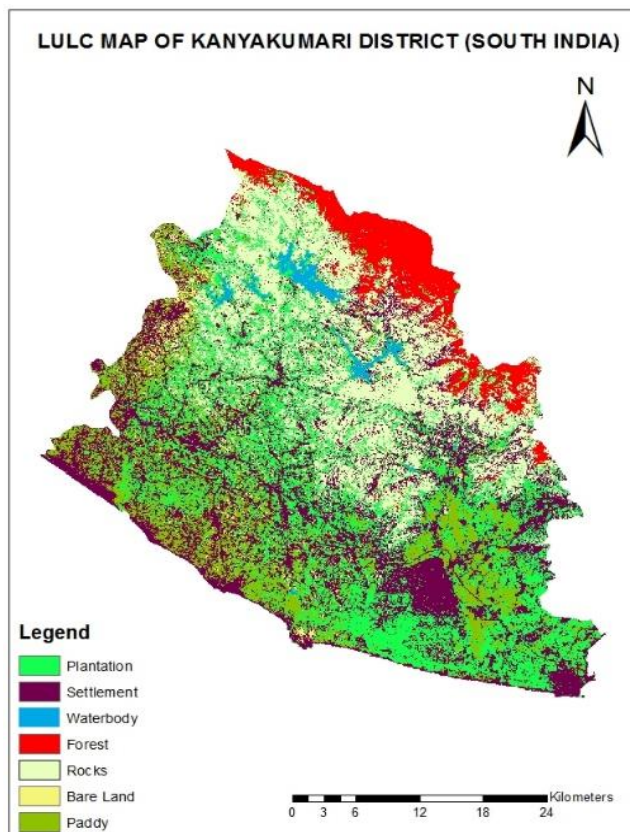 LULC MAP OF KANYAKUMARI DISTRICT (SOUTH INDIA)
N
Legend
Plantation
Settlement
Waterbody
Forest
Rocks
Bare Land
Paddy
Kilometers
0 3 6 12 18 24